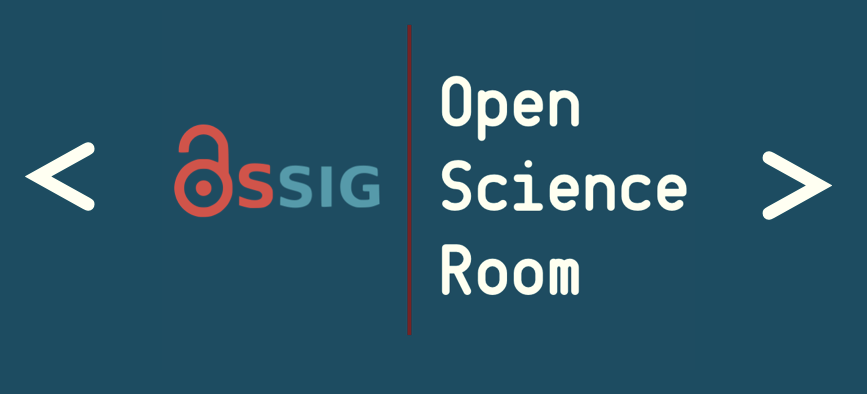 <
OSSIG
Open
Science
Room
>